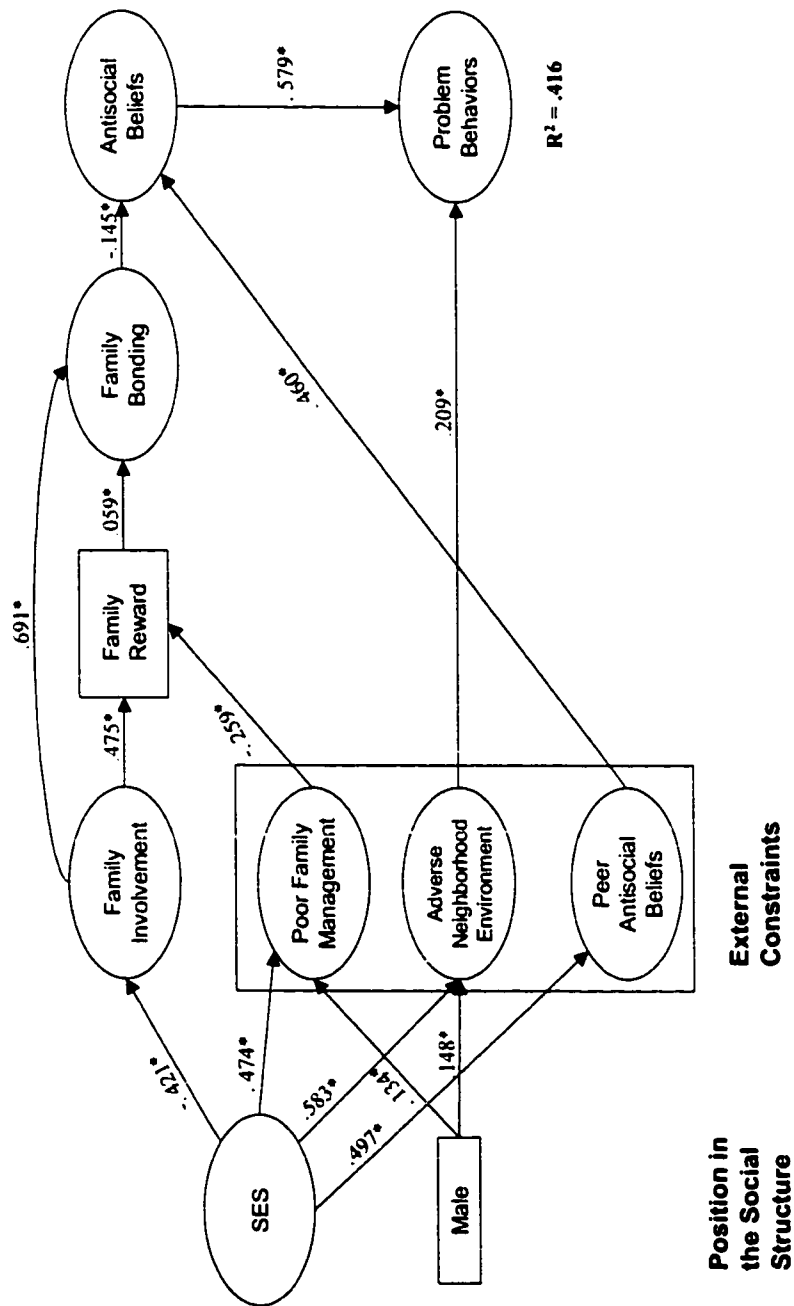 Antisocial
Beliefs
.579*
Problem
Behaviors
R² = .416
-.145*
Family
Bonding
.460*
.209*
.691*
.059*
Family
Reward
.475*
-.259*
Family
Involvement
Poor Family
Management
Adverse
Neighborhood
Environment
Peer
Antisocial
Beliefs
External
Constraints
-.421*
.474*
.583*
.134*
.148*
.497*
SES
Male
Position in
the Social
Structure